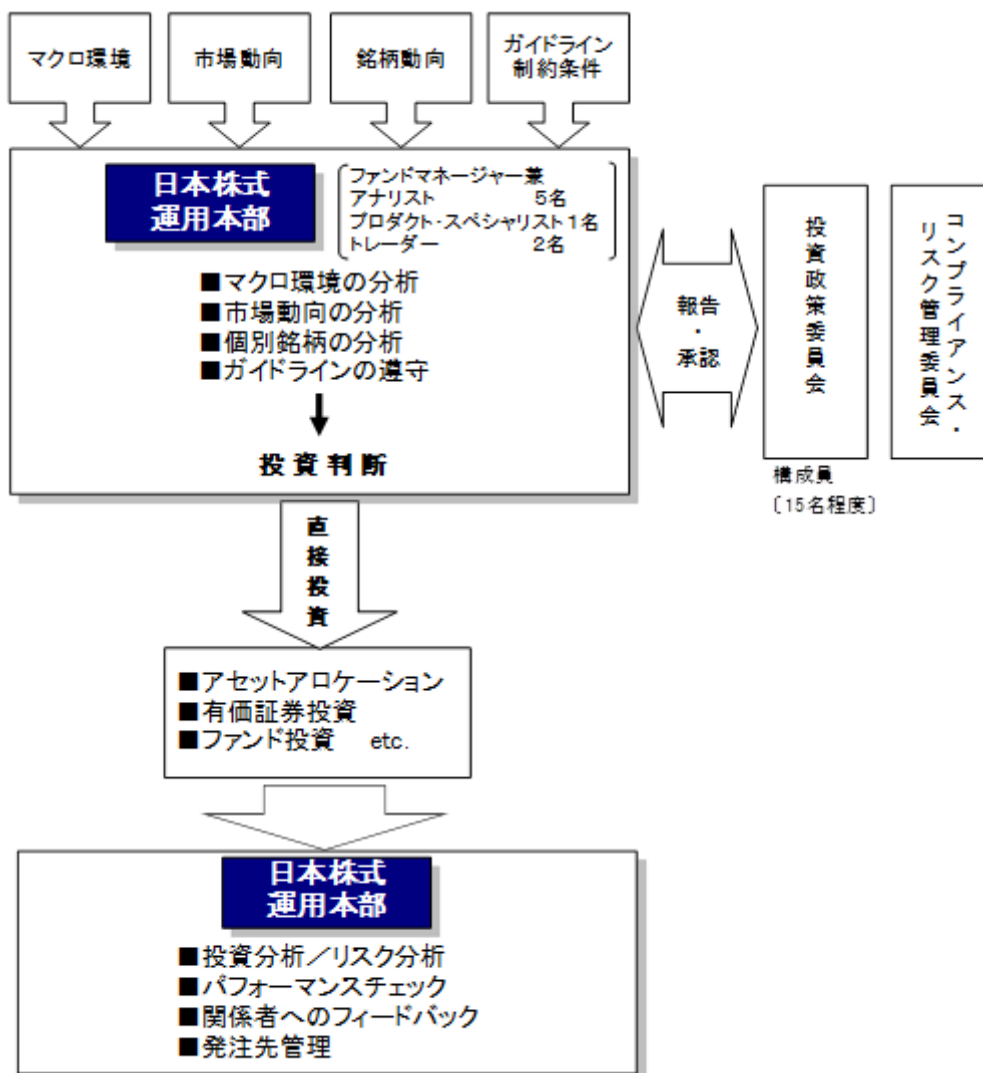 マクロ環境
市場動向
銘柄動向
ガイドライン
制約条件
日本株式
運用本部
ファンドマネージャー兼
アナリスト 5名
プロダクト・スペシャリスト1名
トレーダー 2名
■マクロ環境の分析
■市場動向の分析
■個別銘柄の分析
■ガイドラインの遵守
投資判断
報告
・
承認
投資政策委員会
コンプライアンス・
リスク管理委員会
構成員
〔15名程度〕
直接投資
■アセットアロケーション
■有価証券投資
■ファンド投資 etc.
日本株式
運用本部
■投資分析／リスク分析
■パフォーマンスチェック
■関係者へのフィードバック
■発注先管理